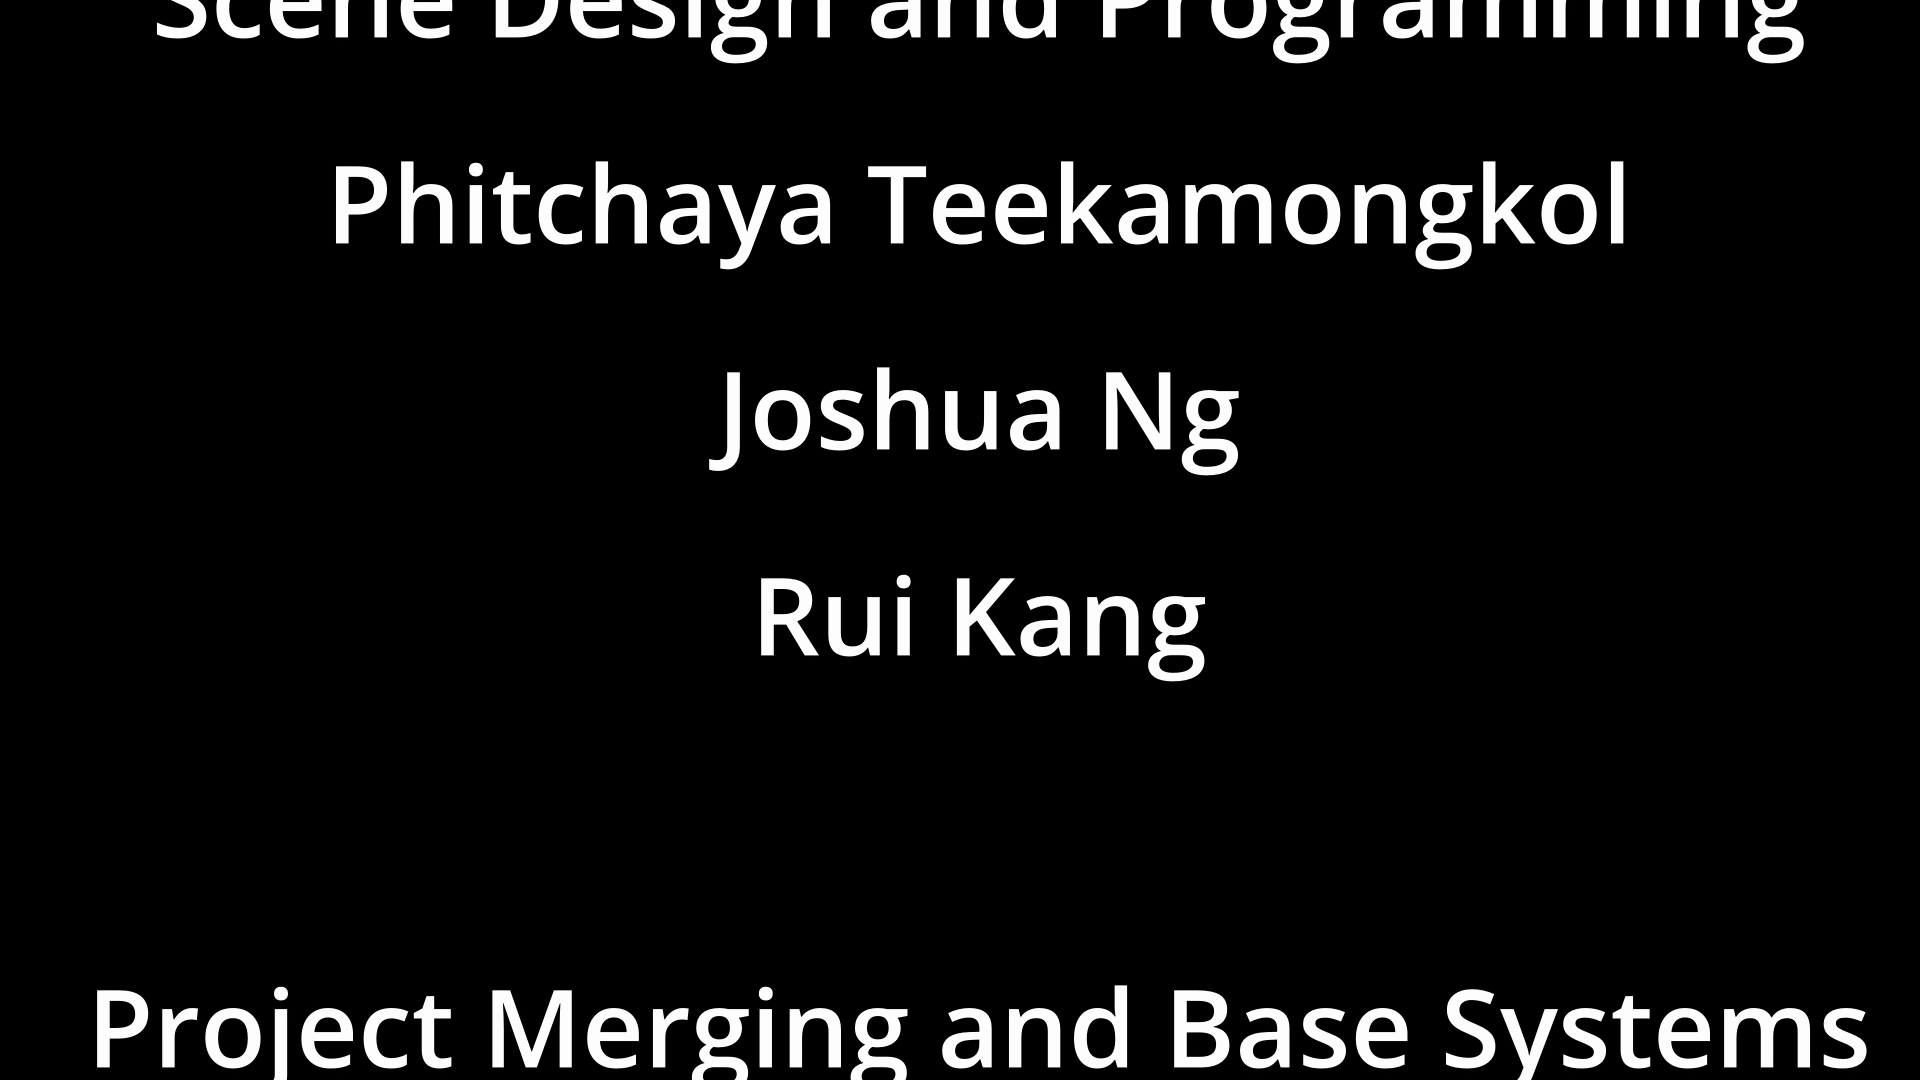 Scene Design and Programming
Phitchaya Teekamongkol
Joshua Ng
Rui Kang
Project Merging and Base Systems